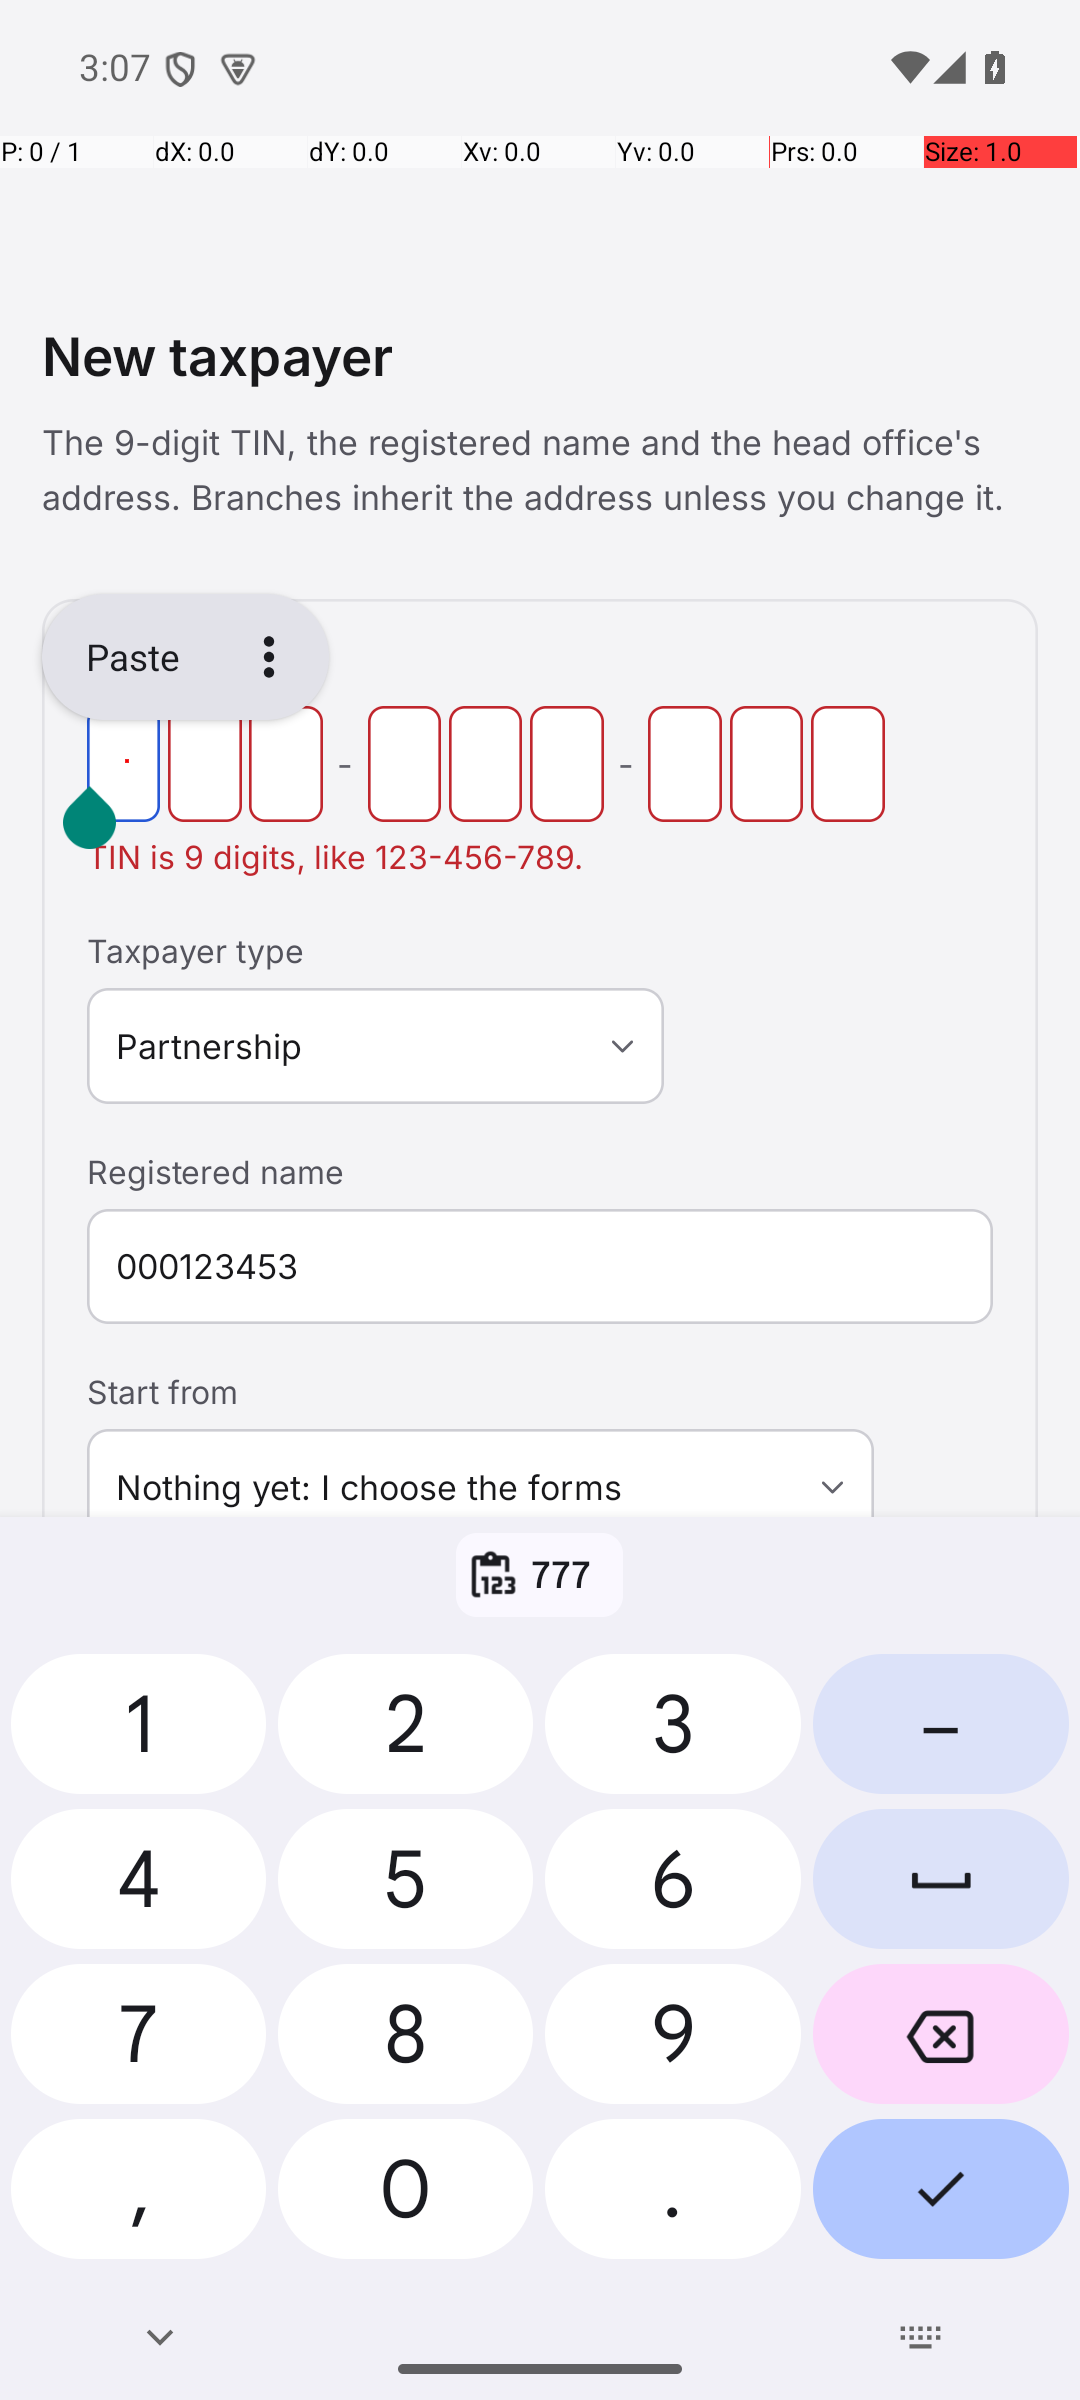 3:07
P: 0 / 1 dX: 0.0 dY: 0.0 Xv: 0.0 Yv: 0.0 Prs: 0.0 Size: 1.0
New taxpayer
The 9-digit TIN, the registered name and the head office's
address. Branches inherit the address unless you change it.
Paste
- -
TIN is 9 digits, like 123-456-789.
Taxpayer type
Partnership
Registered name
000123453
Start from
Nothing yet: I choose the forms
123 777
1 2 3 –
4 5 6
7 8 9
, 0 .